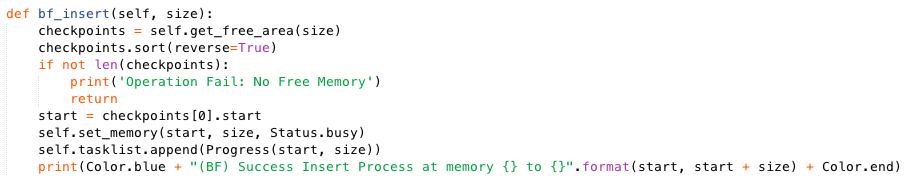 def bf_insert(self, size):
    checkpoints = self.get_free_area(size)
    checkpoints.sort(reverse=True)
    if not len(checkpoints):
        print('Operation Fail: No Free Memory')
        return
    start = checkpoints[0].start
    self.set_memory(start, size, Status.busy)
    self.tasklist.append(Progress(start, size))
    print(Color.blue + "(BF) Success Insert Process at memory {} to {}".format(start, start + size) + Color.end)